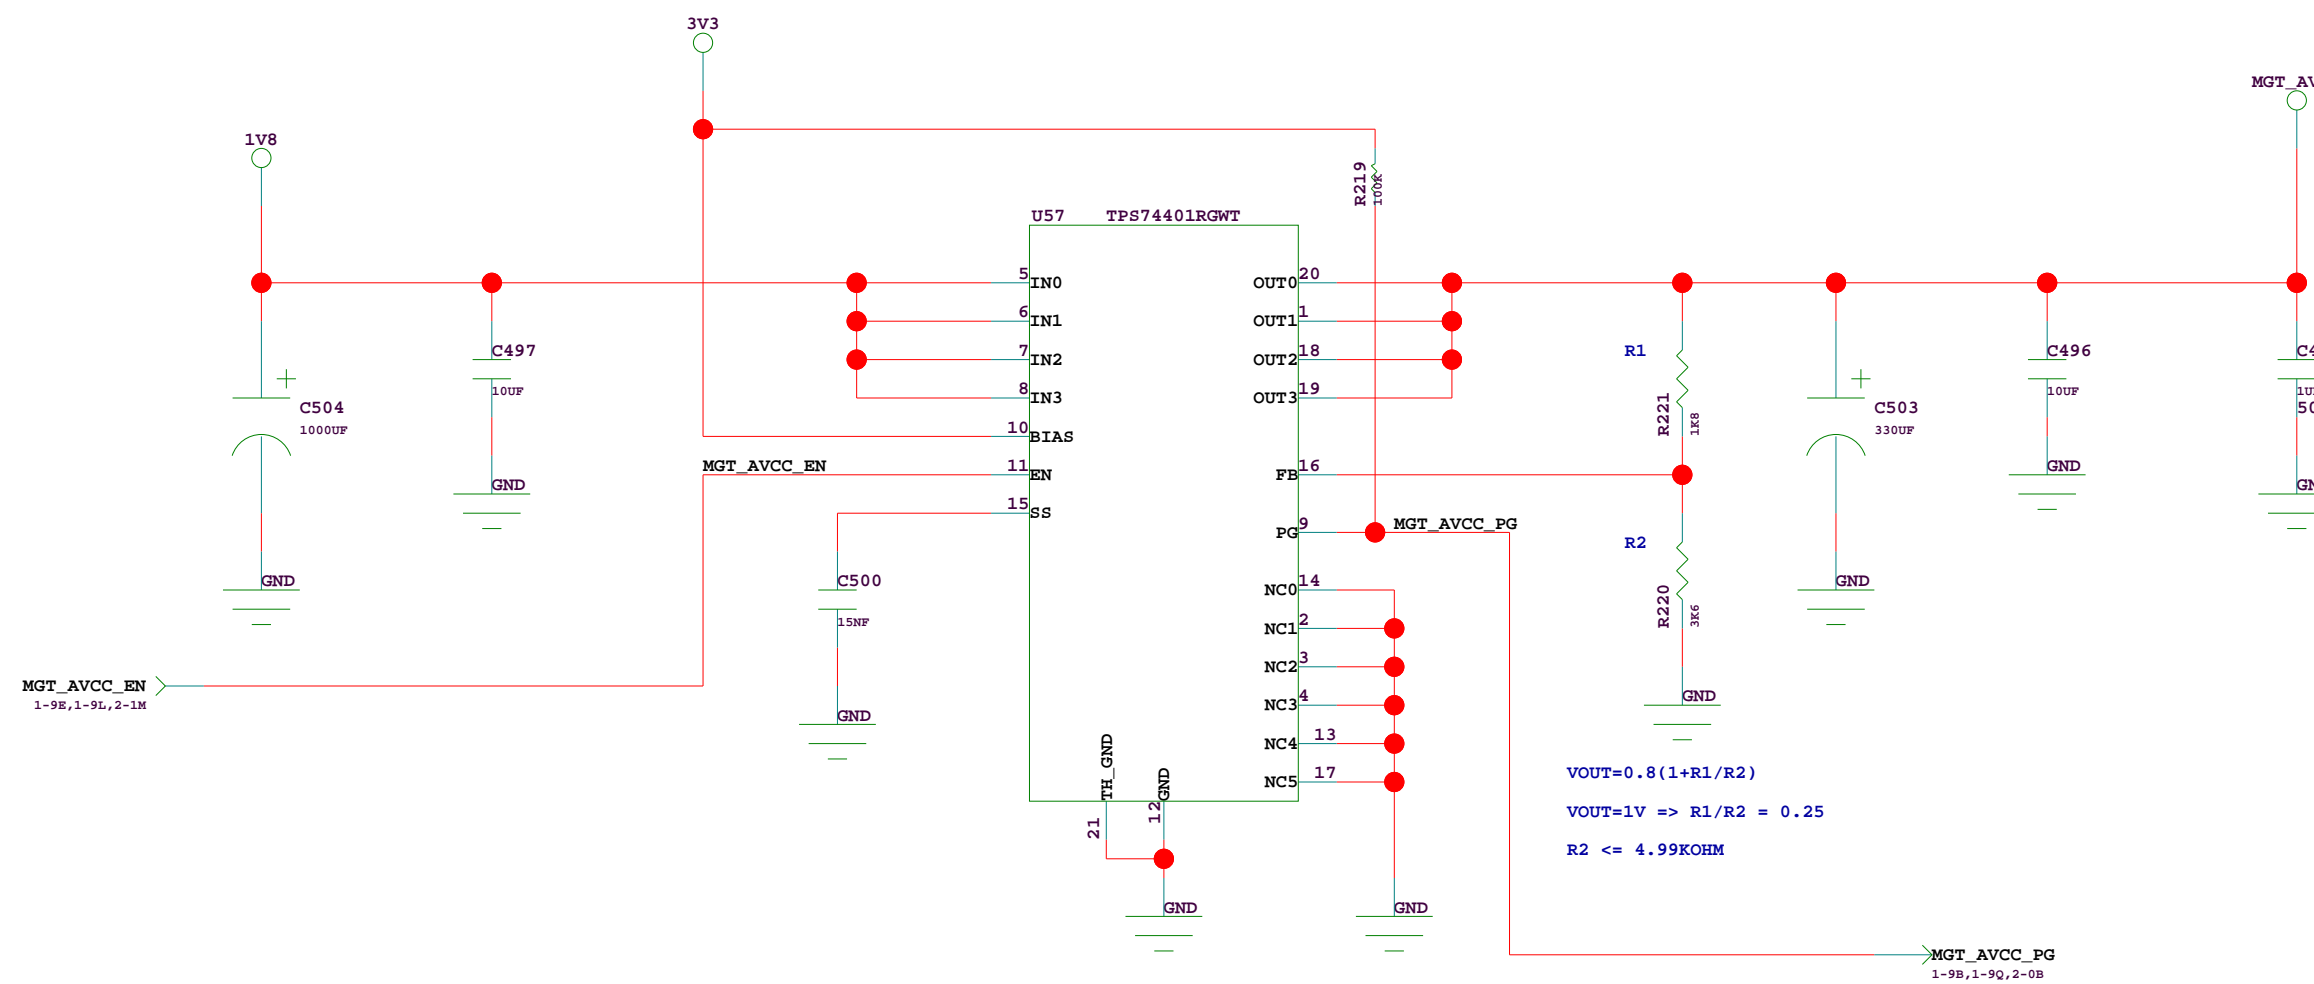 3V3
MGT_AV
1V8
R219
100K
U57 TPS74401RGWT
5 IN0
6 IN1
7 IN2
8 IN3
10 BIAS
11 EN
15 SS
OUT0 20
OUT1 1
OUT2 18
OUT3 19
FB 16
PG 9
NC0 14
NC1 2
NC2 3
NC3 4
NC4 13
NC5 17
TH_GND
21
GND
12
GND
GND
C504
1000UF
GND
C497
10UF
GND
MGT_AVCC_EN
C500
15NF
GND
MGT_AVCC_EN
1-9E,1-9L,2-1M
MGT_AVCC_PG
R1
R221
1K8
R2
R220
3K6
GND
C503
330UF
GND
C496
10UF
GND
C4
1U
50
GN
VOUT=0.8(1+R1/R2)
VOUT=1V => R1/R2 = 0.25
R2 <= 4.99KOHM
MGT_AVCC_PG
1-9B,1-9Q,2-0B